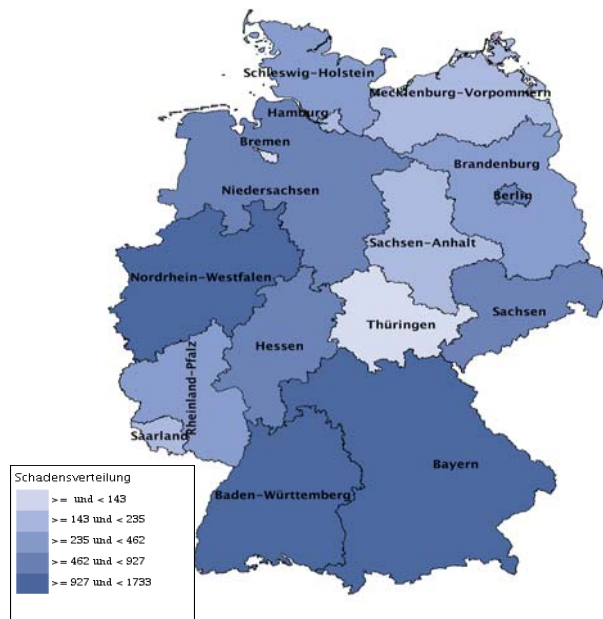 Schleswig-Holstein
Mecklenburg-Vorpommern
Hamburg
Bremen
Brandenburg
Niedersachsen
Berlin
Sachsen-Anhalt
Nordrhein-Westfalen
Sachsen
Thüringen
Hessen
Rheinland-Pfalz
Saarland
Bayern
Baden-Württemberg
Schadensverteilung
>= und < 143
>= 143 und < 235
>= 235 und < 462
>= 462 und < 927
>= 927 und < 1733